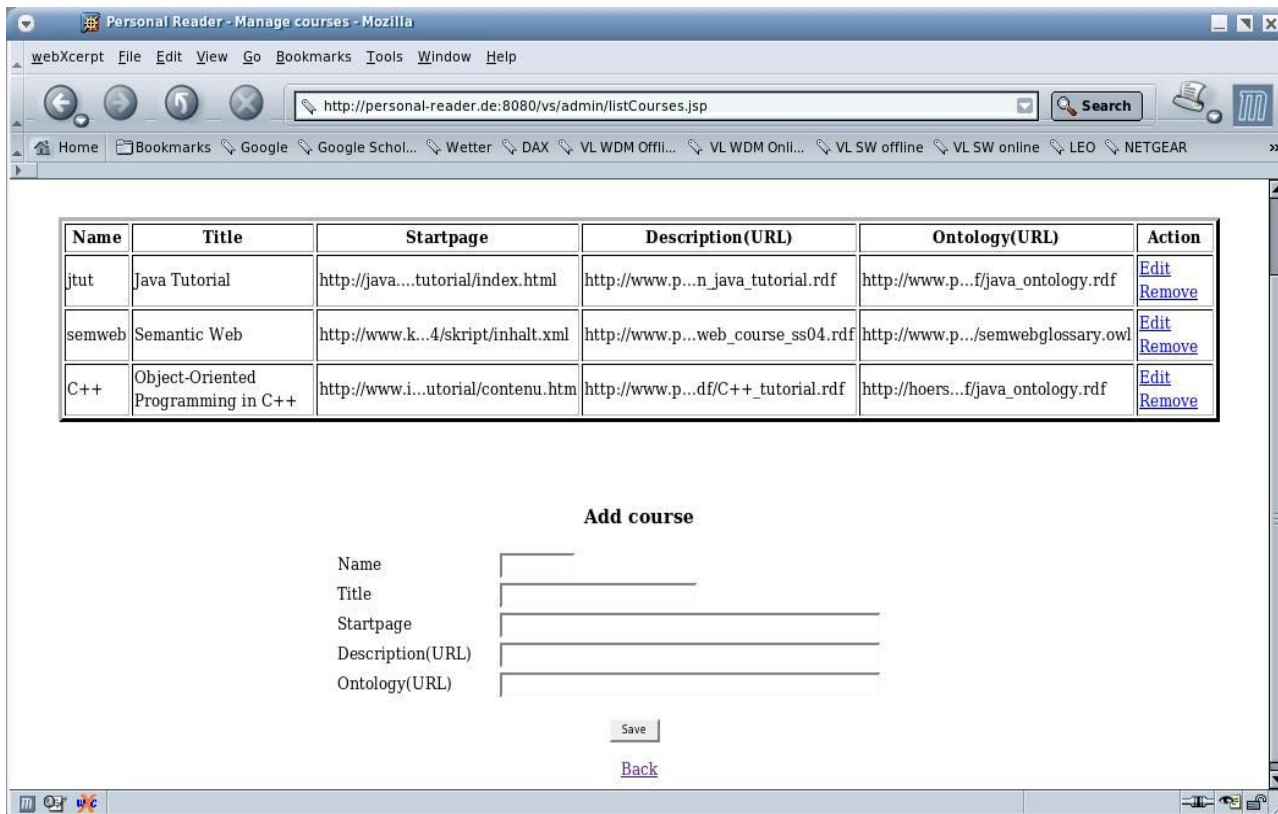 Personal Reader - Manage courses - Mozilla
webXcerpt File Edit View Go Bookmarks Tools Window Help
http://personal-reader.de:8080/vs/admin/listCourses.jsp Search
Home Bookmarks Google Google Schol... Wetter DAX VL WDM Offli... VL WDM Onli... VL SW offline VL SW online LEO NETGEAR »
Name Title Startpage Description(URL) Ontology(URL) Action
jtut Java Tutorial http://java....tutorial/index.html http://www.p...n_java_tutorial.rdf http://www.p...f/java_ontology.rdf Edit
Remove
semweb Semantic Web http://www.k...4/skript/inhalt.xml http://www.p...web_course_ss04.rdf http://www.p.../semwebglossary.owl Edit
Remove
C++ Object-Oriented Programming in C++ http://www.i...utorial/contenu.htm http://www.p...df/C++_tutorial.rdf http://hoers...f/java_ontology.rdf Edit
Remove
Add course
Name
Title
Startpage
Description(URL)
Ontology(URL)
Save
Back